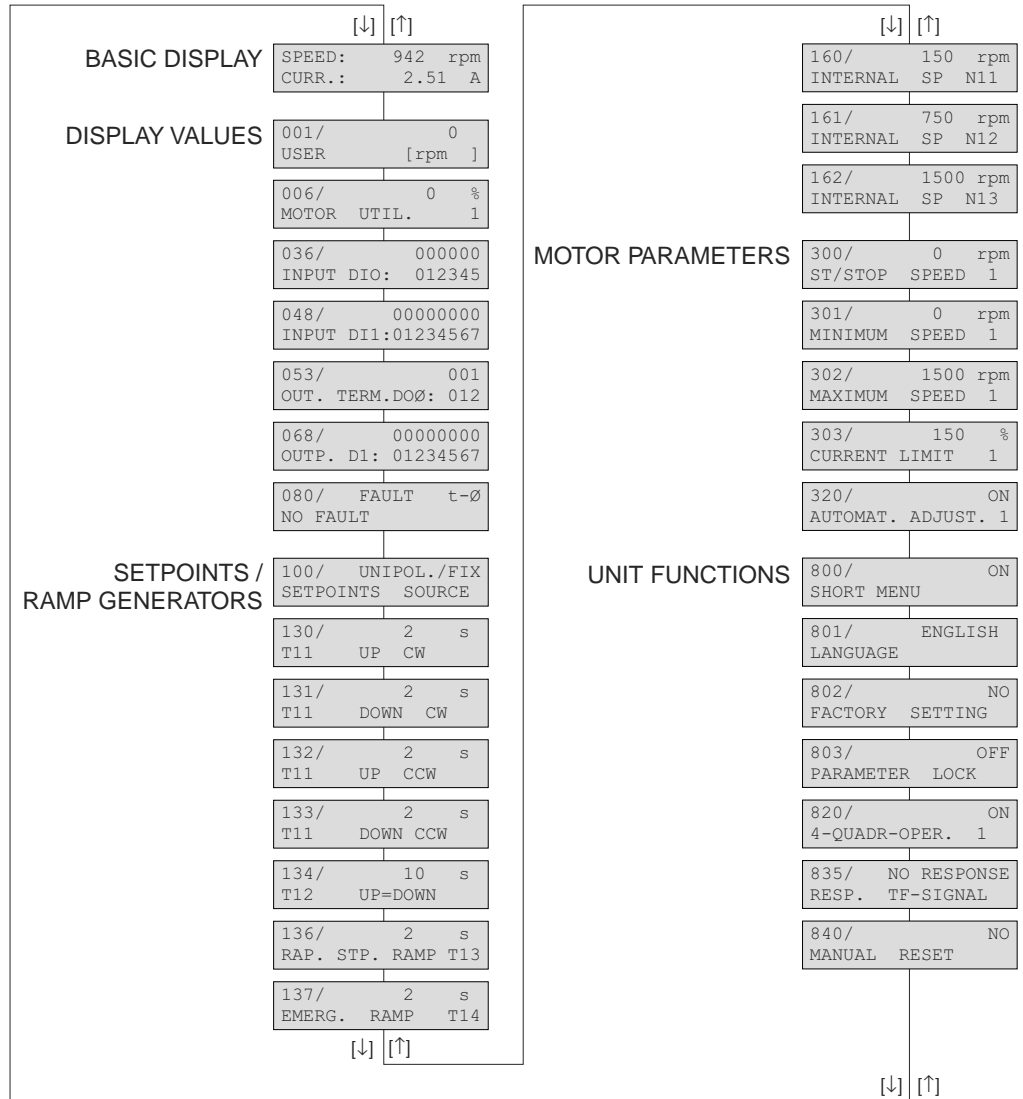 [↓] [↑]
BASIC DISPLAY
SPEED: 942 rpm
CURR.: 2.51 A
DISPLAY VALUES
001/ 0
USER [rpm ]
006/ 0 %
MOTOR UTIL. 1
036/ 000000
INPUT DIO: 012345
048/ 00000000
INPUT DI1:01234567
053/ 001
OUT. TERM.DOØ: 012
068/ 00000000
OUTP. D1: 01234567
080/ FAULT t-Ø
NO FAULT
SETPOINTS /
RAMP GENERATORS
100/ UNIPOL./FIX
SETPOINTS SOURCE
130/ 2 s
T11 UP CW
131/ 2 s
T11 DOWN CW
132/ 2 s
T11 UP CCW
133/ 2 s
T11 DOWN CCW
134/ 10 s
T12 UP=DOWN
136/ 2 s
RAP. STP. RAMP T13
137/ 2 s
EMERG. RAMP T14
[↓] [↑]
[↓] [↑]
160/ 150 rpm
INTERNAL SP N11
161/ 750 rpm
INTERNAL SP N12
162/ 1500 rpm
INTERNAL SP N13
MOTOR PARAMETERS
300/ 0 rpm
ST/STOP SPEED 1
301/ 0 rpm
MINIMUM SPEED 1
302/ 1500 rpm
MAXIMUM SPEED 1
303/ 150 %
CURRENT LIMIT 1
320/ ON
AUTOMAT. ADJUST. 1
UNIT FUNCTIONS
800/ ON
SHORT MENU
801/ ENGLISH
LANGUAGE
802/ NO
FACTORY SETTING
803/ OFF
PARAMETER LOCK
820/ ON
4-QUADR-OPER. 1
835/ NO RESPONSE
RESP. TF-SIGNAL
840/ NO
MANUAL RESET
[↓] [↑]